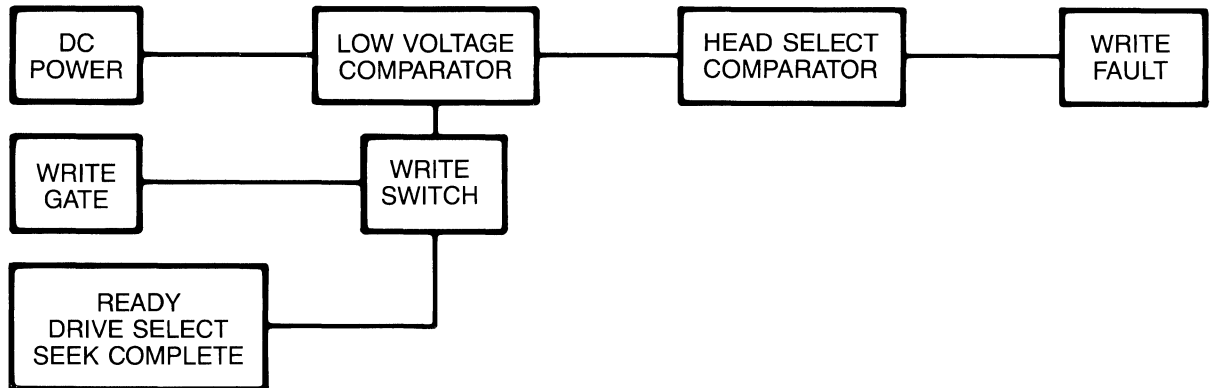 DC
POWER
LOW VOLTAGE
COMPARATOR
HEAD SELECT
COMPARATOR
WRITE
FAULT
WRITE
GATE
WRITE
SWITCH
READY
DRIVE SELECT
SEEK COMPLETE